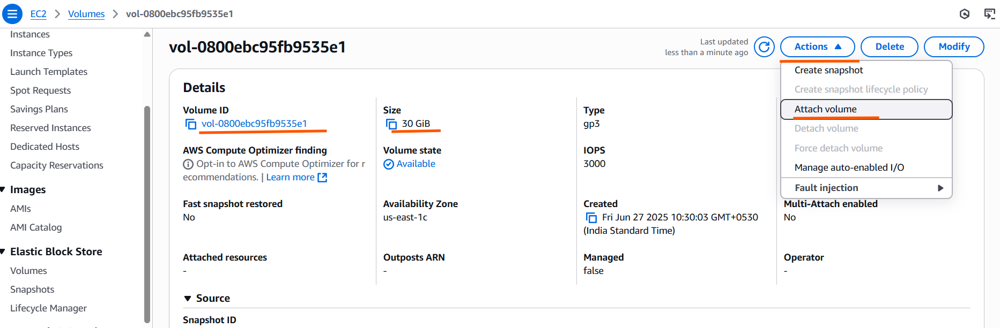 EC2 > Volumes > vol-0800ebc95fb9535e1
Instances
Instance Types
Launch Templates
Spot Requests
Savings Plans
Reserved Instances
Dedicated Hosts
Capacity Reservations
Images
AMIs
AMI Catalog
Elastic Block Store
Volumes
Snapshots
Lifecycle Manager
vol-0800ebc95fb9535e1
Last updated
less than a minute ago
Actions
Delete
Modify
Create snapshot
Create snapshot lifecycle policy
Attach volume
Detach volume
Force detach volume
Manage auto-enabled I/O
Fault injection
Details
Volume ID
vol-0800ebc95fb9535e1
Size
30 GiB
Type
gp3
AWS Compute Optimizer finding
Opt-in to AWS Compute Optimizer for r
ecommendations. | Learn more
Volume state
Available
IOPS
3000
Fast snapshot restored
No
Availability Zone
us-east-1c
Created
Fri Jun 27 2025 10:30:03 GMT+0530
(India Standard Time)
Multi-Attach enabled
No
Attached resources
-
Outposts ARN
-
Managed
false
Operator
-
Source
Snapshot ID